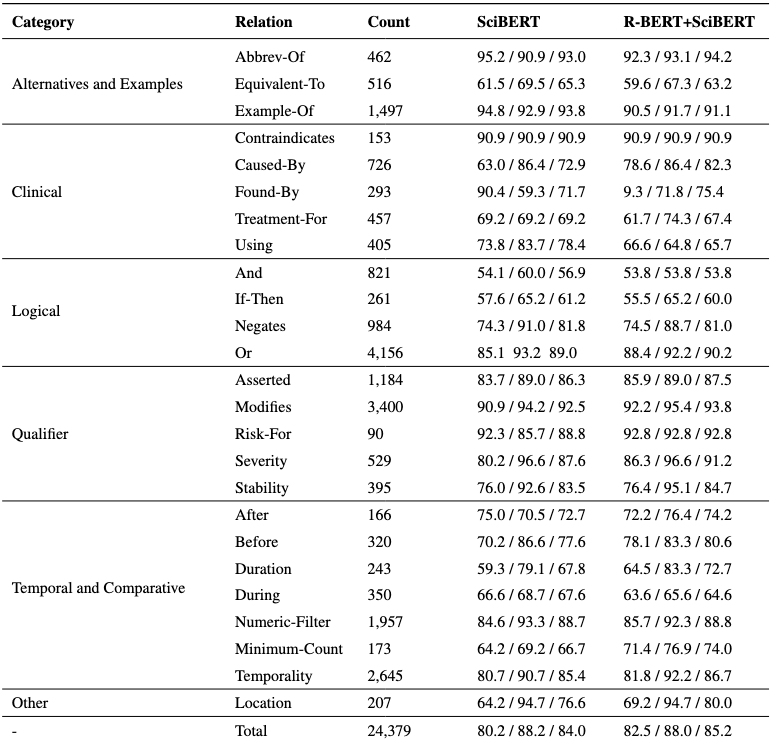 Category Relation Count SciBERT R-BERT+SciBERT
Abbrev-Of 462 95.2 / 90.9 / 93.0 92.3 / 93.1 / 94.2
Alternatives and Examples Equivalent-To 516 61.5 / 69.5 / 65.3 59.6 / 67.3 / 63.2
Example-Of 1,497 94.8 / 92.9 / 93.8 90.5 / 91.7 / 91.1
Contraindicates 153 90.9 / 90.9 / 90.9 90.9 / 90.9 / 90.9
Caused-By 726 63.0 / 86.4 / 72.9 78.6 / 86.4 / 82.3
Clinical Found-By 293 90.4 / 59.3 / 71.7 9.3 / 71.8 / 75.4
Treatment-For 457 69.2 / 69.2 / 69.2 61.7 / 74.3 / 67.4
Using 405 73.8 / 83.7 / 78.4 66.6 / 64.8 / 65.7
And 821 54.1 / 60.0 / 56.9 53.8 / 53.8 / 53.8
If-Then 261 57.6 / 65.2 / 61.2 55.5 / 65.2 / 60.0
Logical
Negates 984 74.3 / 91.0 / 81.8 74.5 / 88.7 / 81.0
Or 4,156 85.1 93.2 89.0 88.4 / 92.2 / 90.2
Asserted 1,184 83.7 / 89.0 / 86.3 85.9 / 89.0 / 87.5
Modifies 3,400 90.9 / 94.2 / 92.5 92.2 / 95.4 / 93.8
Qualifier Risk-For 90 92.3 / 85.7 / 88.8 92.8 / 92.8 / 92.8
Severity 529 80.2 / 96.6 / 87.6 86.3 / 96.6 / 91.2
Stability 395 76.0 / 92.6 / 83.5 76.4 / 95.1 / 84.7
After 166 75.0 / 70.5 / 72.7 72.2 / 76.4 / 74.2
Before 320 70.2 / 86.6 / 77.6 78.1 / 83.3 / 80.6
Duration 243 59.3 / 79.1 / 67.8 64.5 / 83.3 / 72.7
Temporal and Comparative
During 350 66.6 / 68.7 / 67.6 63.6 / 65.6 / 64.6
Numeric-Filter 1,957 84.6 / 93.3 / 88.7 85.7 / 92.3 / 88.8
Minimum-Count 173 64.2 / 69.2 / 66.7 71.4 / 76.9 / 74.0
Temporality 2,645 80.7 / 90.7 / 85.4 81.8 / 92.2 / 86.7
Other Location 207 64.2 / 94.7 / 76.6 69.2 / 94.7 / 80.0
- Total 24,379 80.2 / 88.2 / 84.0 82.5 / 88.0 / 85.2